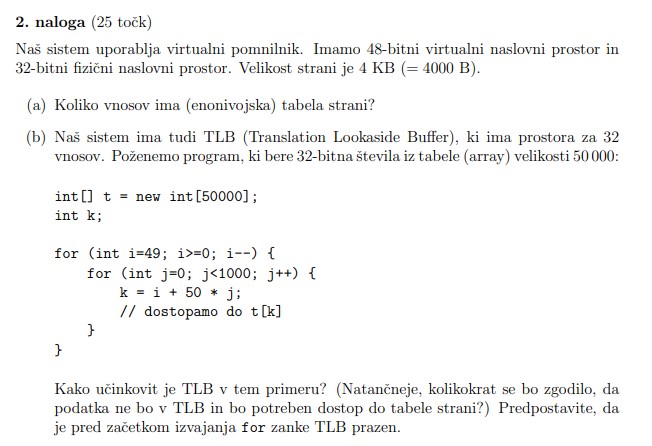 2. naloga (25 točk)
Naš sistem uporablja virtualni pomnilnik. Imamo 48-bitni virtualni naslovni prostor in
32-bitni fizični naslovni prostor. Velikost strani je 4 KB (= 4000 B).
(a) Koliko vnosov ima (enonivojska) tabela strani?
(b) Naš sistem ima tudi TLB (Translation Lookaside Buffer), ki ima prostora za 32
vnosov. Poženemo program, ki bere 32-bitna števila iz tabele (array) velikosti 50 000:
int[] t = new int[50000];
int k;
for (int i=49; i>=0; i--) {
    for (int j=0; j<1000; j++) {
        k = i + 50 * j;
        // dostopamo do t[k]
    }
}
Kako učinkovit je TLB v tem primeru? (Natančneje, kolikokrat se bo zgodilo, da
podatka ne bo v TLB in bo potreben dostop do tabele strani?) Predpostavite, da
je pred začetkom izvajanja for zanke TLB prazen.